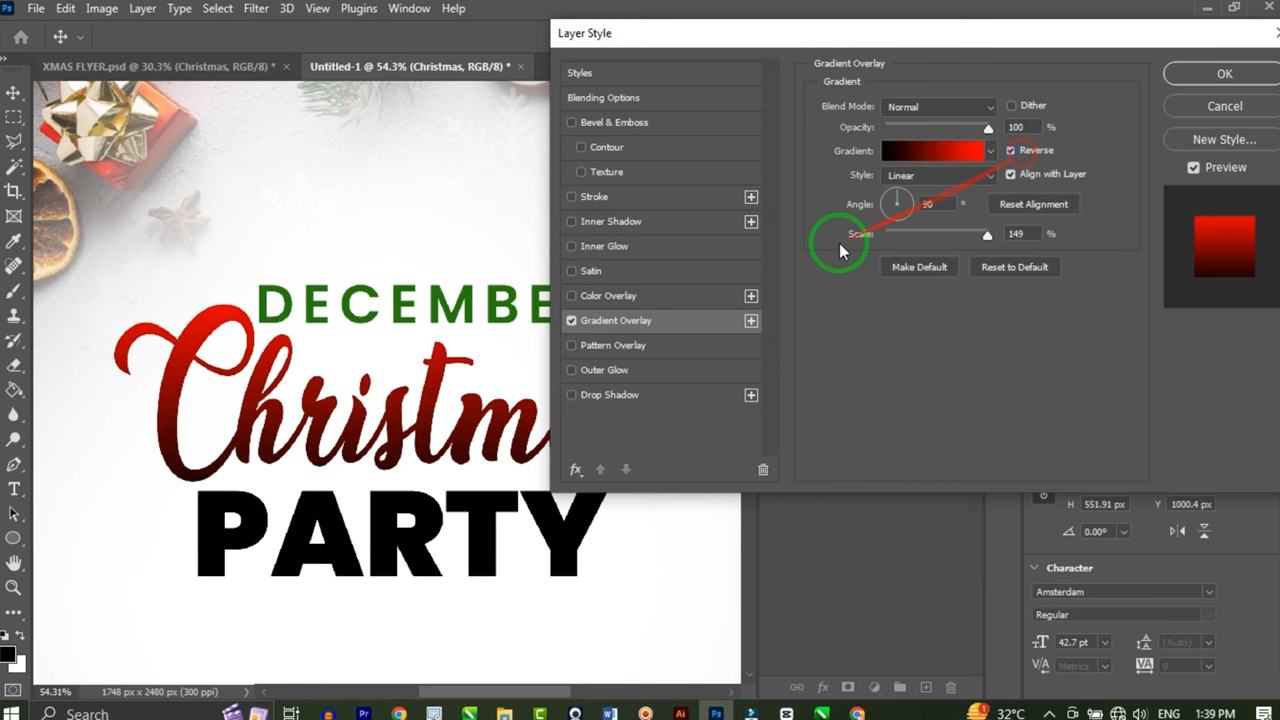 Ps File Edit Image Layer Type Select Filter 3D View Plugins Window Help
XMAS FLYER.psd @ 30.3% (Christmas, RGB/8) *
Untitled-1 @ 54.3% (Christmas, RGB/8) *
DECEMBE
Christm
PARTY
Layer Style
Styles
Blending Options
Bevel & Emboss
Contour
Texture
Stroke
Inner Shadow
Inner Glow
Satin
Color Overlay
Gradient Overlay
Pattern Overlay
Outer Glow
Drop Shadow
fx
Gradient Overlay
Gradient
Blend Mode: Normal Dither
Opacity: 100 %
Gradient: Reverse
Style: Linear Align with Layer
Angle: 90 ° Reset Alignment
Scale: 149 %
Make Default Reset to Default
OK
Cancel
New Style...
Preview
H 551.91 px Y 1000.4 px
0.00°
Character
Amsterdam
Regular
42.7 pt (Auto)
Metrics 0
fx
54.31% 1748 px x 2480 px (300 ppi)
Search
32°C ENG 1:39 PM